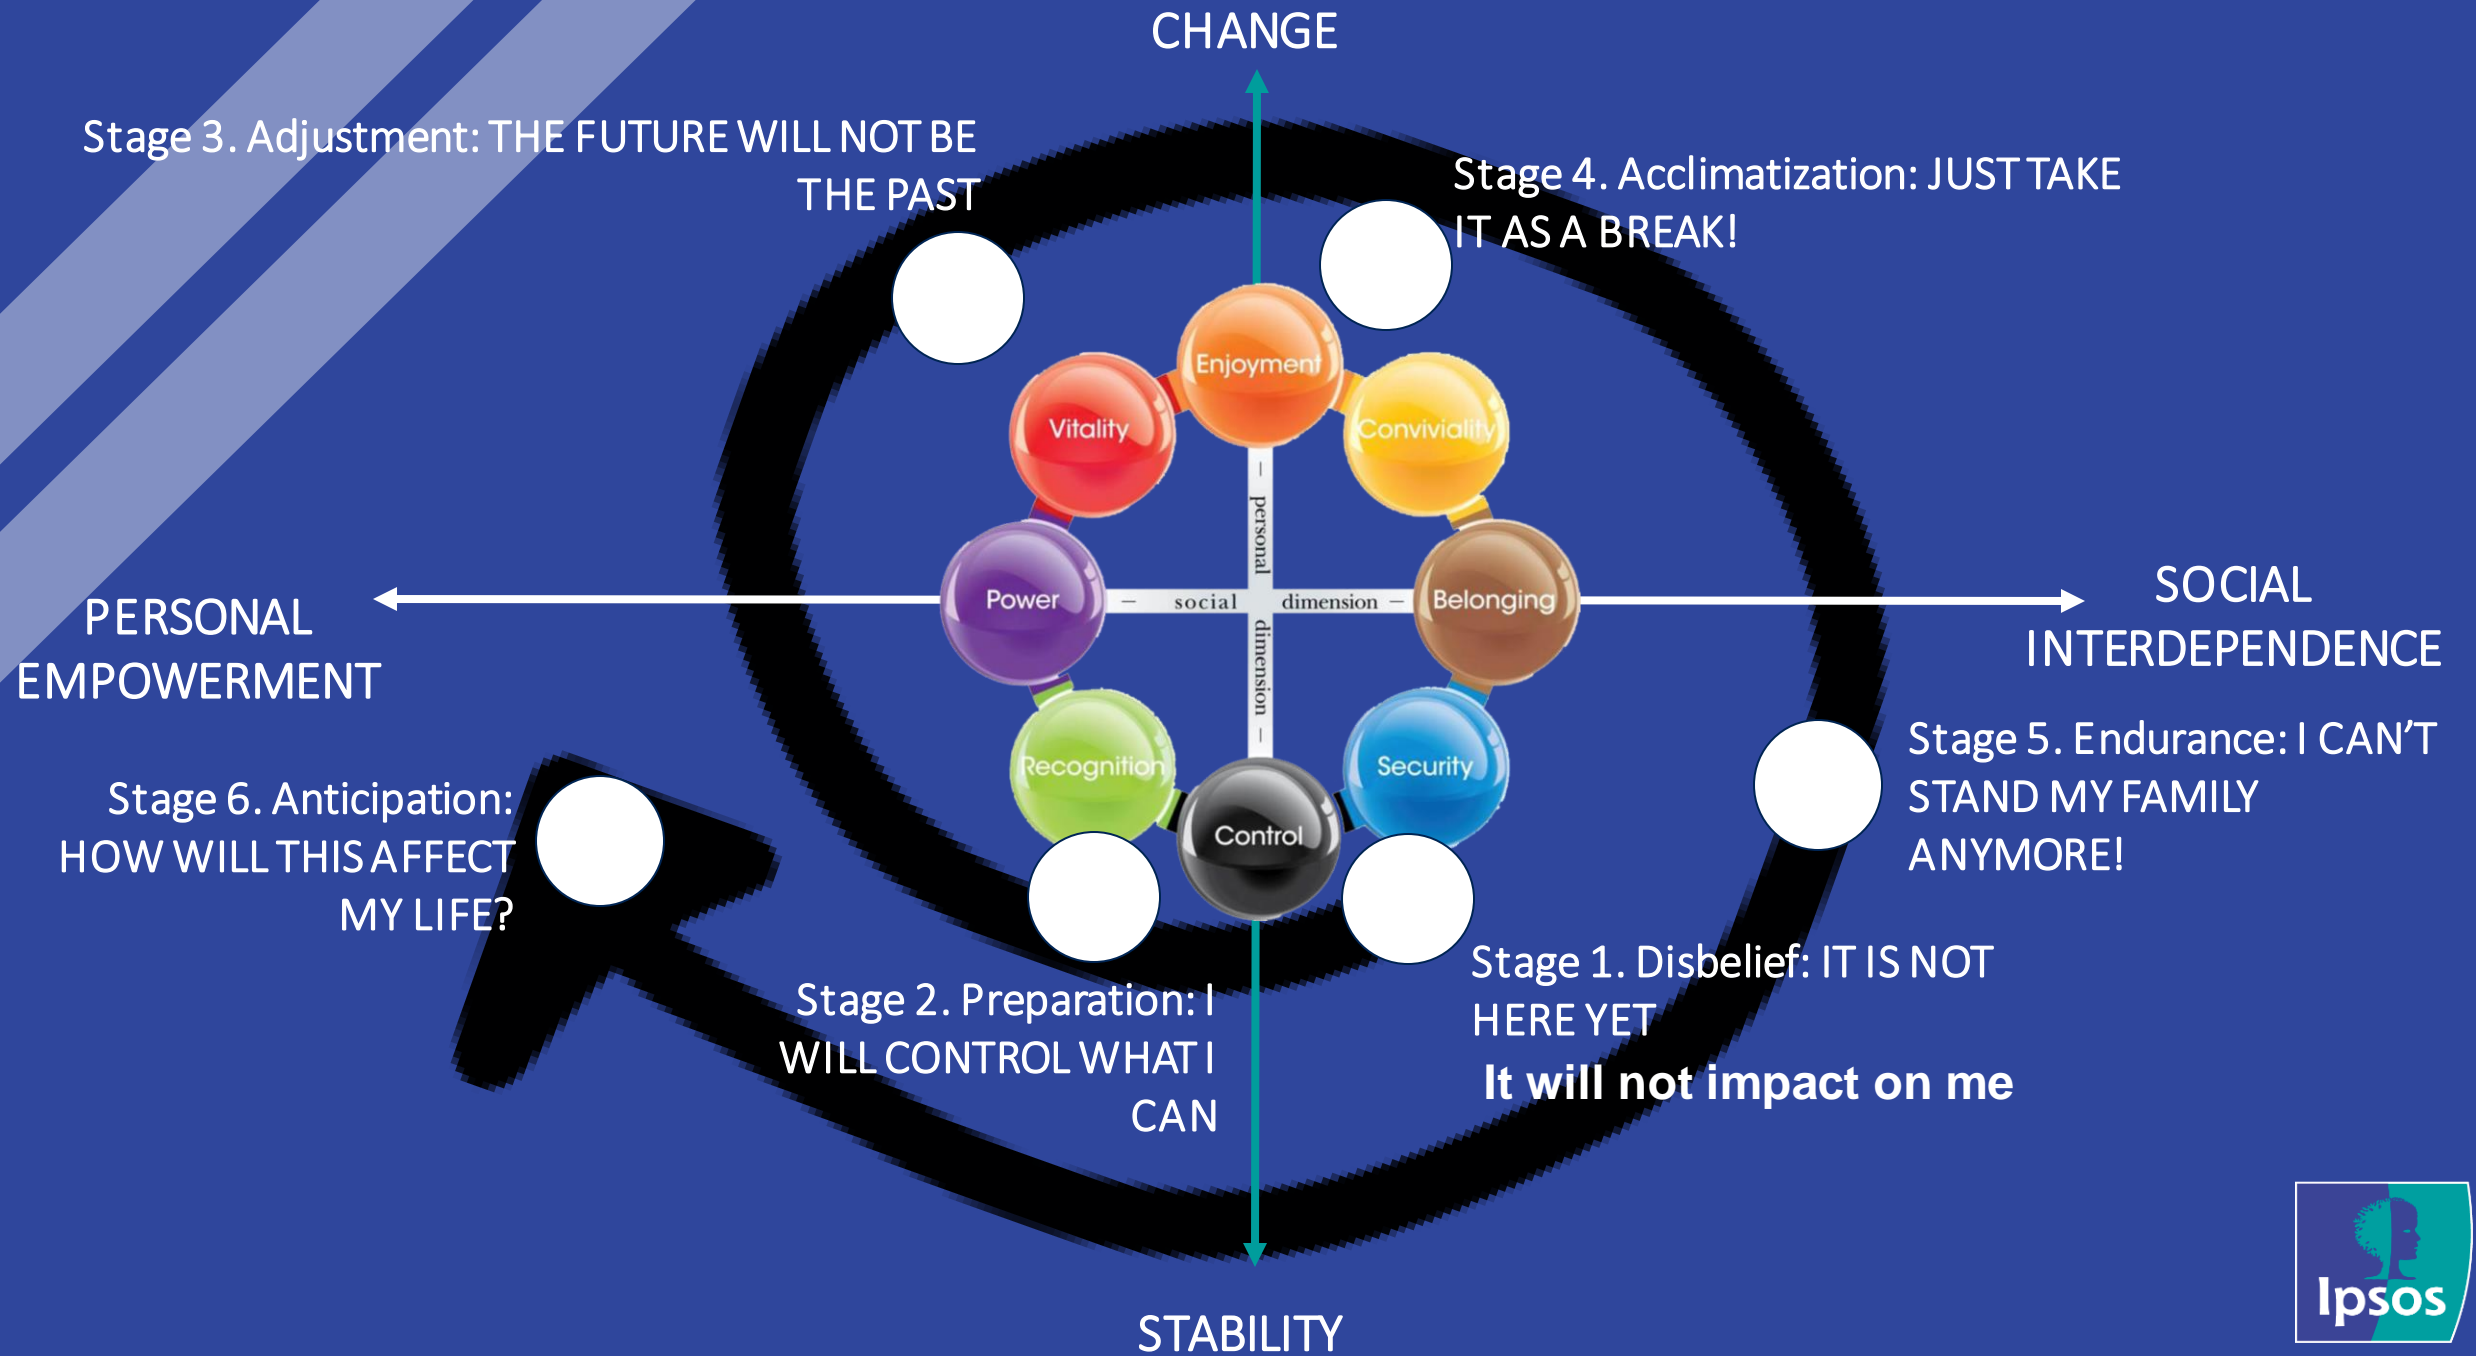 CHANGE
Stage 3. Adjustment: THE FUTURE WILL NOT BE
THE PAST
Stage 4. Acclimatization: JUST TAKE
IT AS A BREAK!
Enjoyment
Vitality
Conviviality
– personal dimension –
Power
– social dimension –
Belonging
PERSONAL
EMPOWERMENT
SOCIAL
INTERDEPENDENCE
Recognition
Security
Control
Stage 5. Endurance: I CAN’T
STAND MY FAMILY
ANYMORE!
Stage 6. Anticipation:
HOW WILL THIS AFFECT
MY LIFE?
Stage 1. Disbelief: IT IS NOT
HERE YET
It will not impact on me
Stage 2. Preparation: I
WILL CONTROL WHAT I
CAN
STABILITY
Ipsos